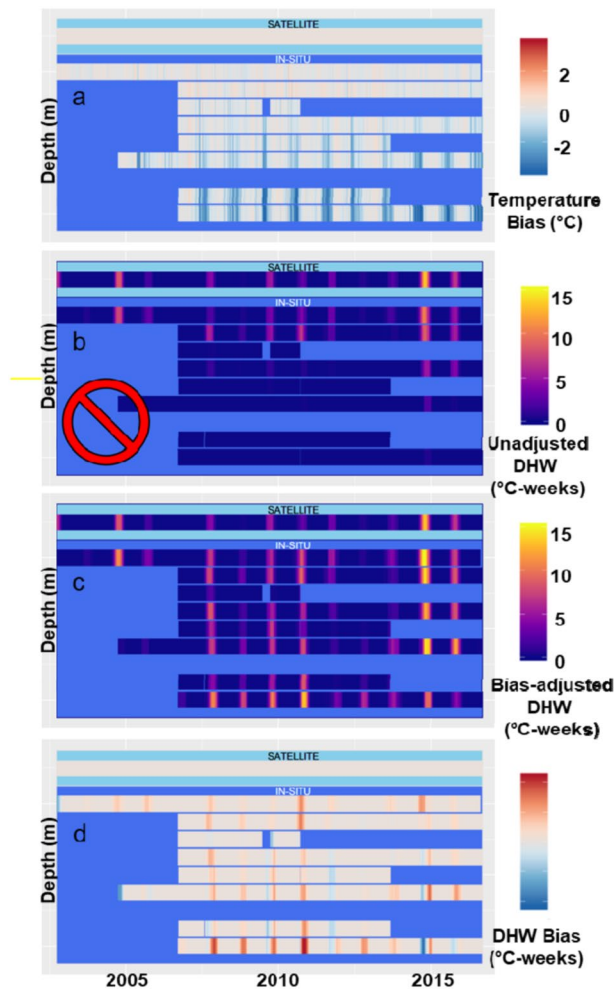 SATELLITE
IN-SITU
a
Depth (m)
2
0
-2
Temperature
Bias (°C)
SATELLITE
IN-SITU
b
Depth (m)
15
10
5
0
Unadjusted
DHW
(°C-weeks)
SATELLITE
IN-SITU
c
Depth (m)
15
10
5
0
Bias-adjusted
DHW
(°C-weeks)
SATELLITE
IN-SITU
d
Depth (m)
DHW Bias
(°C-weeks)
2005 2010 2015